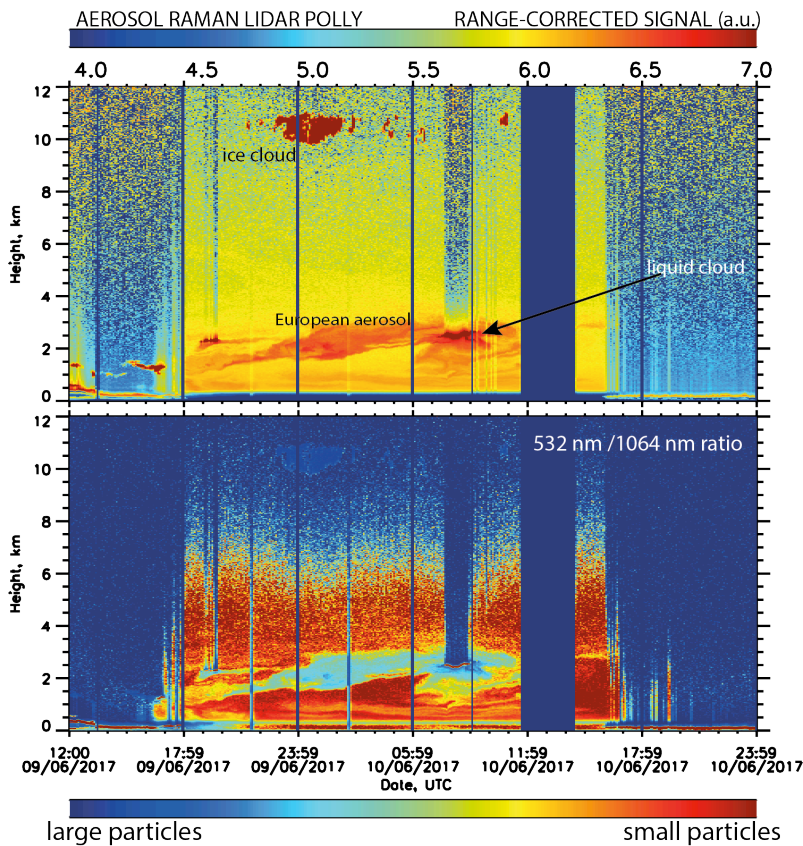 AEROSOL RAMAN LIDAR POLLY RANGE-CORRECTED SIGNAL (a.u.)
4.0 4.4 4.5 5.0 5.5 6.0 6.5 7.0
12
10
ice cloud
8
Height, km
6
liquid cloud
4
European aerosol
2
0
12
532 nm /1064 nm ratio
10
8
Height, km
6
4
2
0
12:00 17:59 23:59 05:59 11:59 17:59 23:59
09/06/2017 09/06/2017 09/06/2017 10/06/2017 10/06/2017 10/06/2017 10/06/2017
Date, UTC
large particles small particles